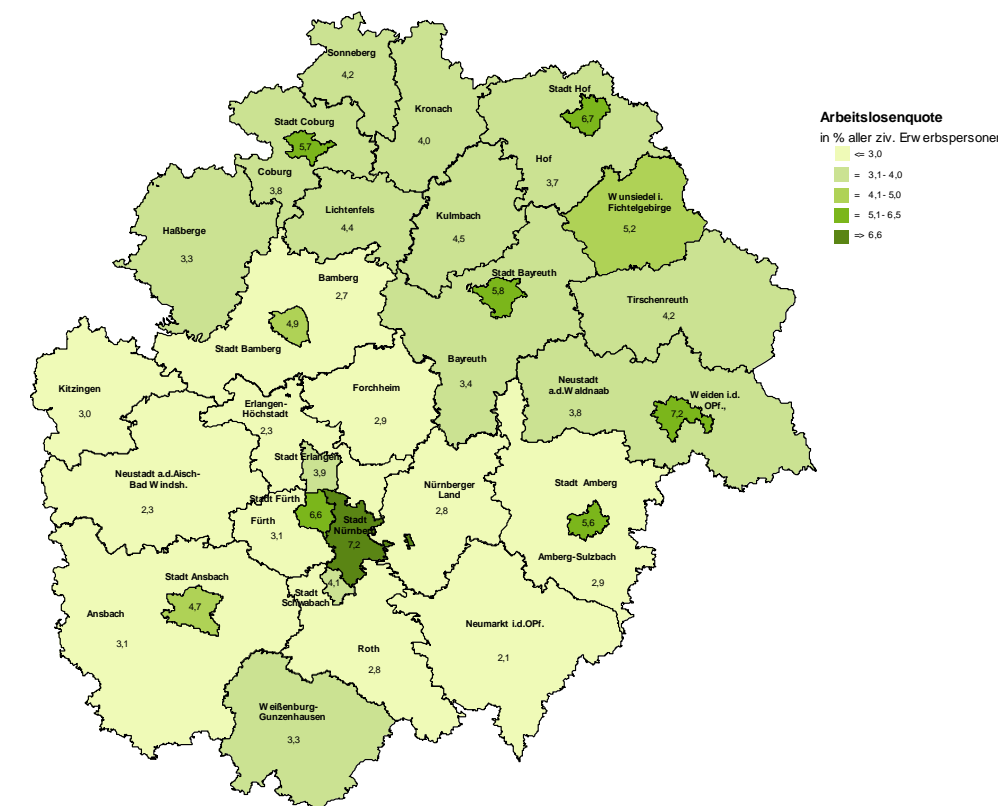 Sonneberg
4,2
Kronach
4,0
Stadt Hof
6,7
Hof
3,7
Stadt Coburg
5,7
Coburg
3,8
Lichtenfels
4,4
Kulmbach
4,5
Wunsiedel i.
Fichtelgebirge
5,2
Haßberge
3,3
Bamberg
2,7
4,9
Stadt Bamberg
Stadt Bayreuth
5,8
Bayreuth
3,4
Tirschenreuth
4,2
Kitzingen
3,0
Erlangen-
Höchstadt
2,3
Forchheim
2,9
Neustadt
a.d.Waldnaab
3,8
Weiden i.d.
OPf.,
7,2
Neustadt a.d.Aisch-
Bad Windsh.
2,3
Stadt Erlangen
3,9
Stadt Fürth
6,6
Fürth
3,1
Stadt
Nürnberg
7,2
Nürnberger
Land
2,8
Stadt Amberg
5,6
Amberg-Sulzbach
2,9
Stadt Ansbach
4,7
Ansbach
3,1
4,1
Stadt
Schwabach
Roth
2,8
Neumarkt i.d.OPf.
2,1
Weißenburg-
Gunzenhausen
3,3
Arbeitslosenquote
in % aller ziv. Erwerbspersonen
<= 3,0
= 3,1- 4,0
= 4,1- 5,0
= 5,1- 6,5
=> 6,6